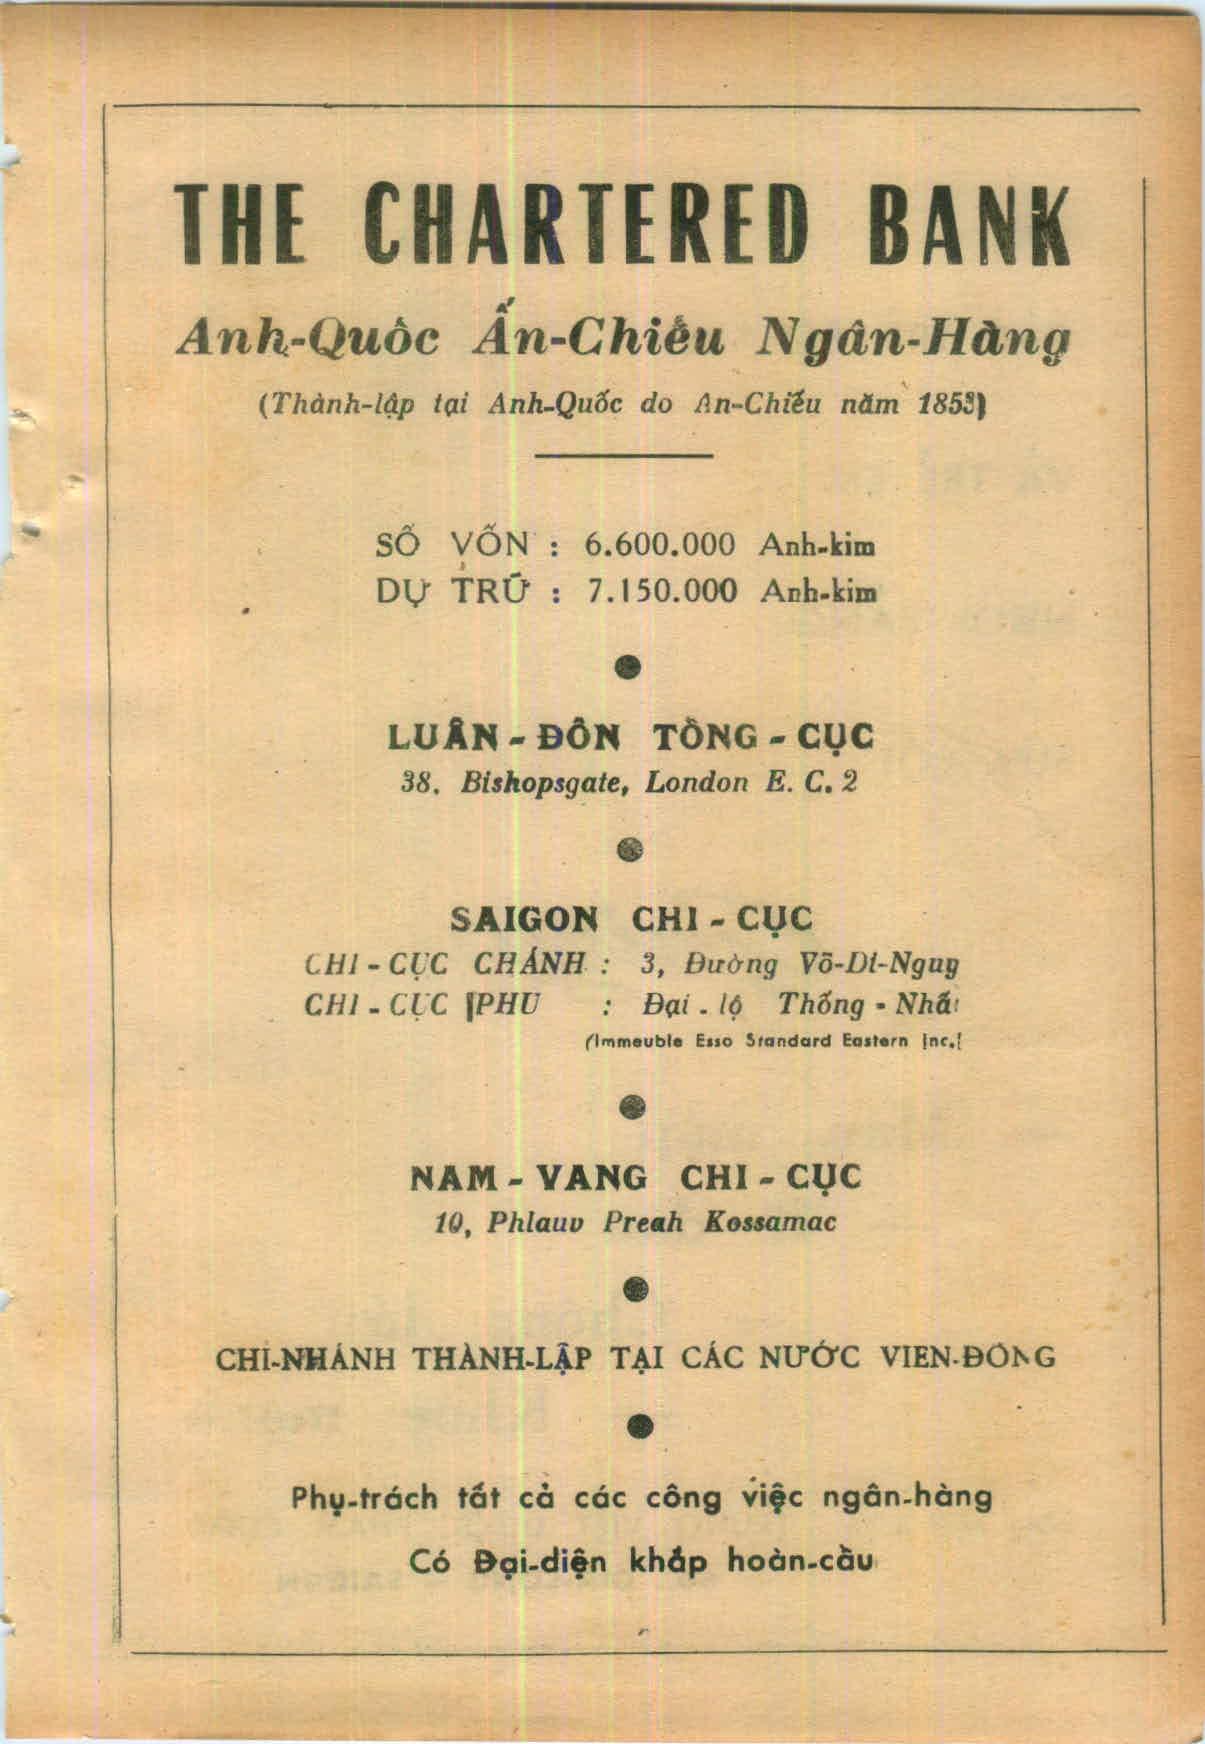 THE CHARTERED BANK
Anh-Quôc Ấn-Chiếu Ngân-Hàng
(Thành-lập tại Anh-Quốc do An-Chiếu năm 1853)
SỐ VỐN : 6.600.000 Anh-kim
DỰ TRỮ : 7.150.000 Anh-kim
LUÂN - ĐÔN TỔNG - CỤC
38, Bishopsgate, London E. C. 2
SAIGON CHI - CỤC
CHI - CỤC CHÁNH : 3, Đường Võ-Di-Nguy
CHI - CỤC PHU : Đại - lộ Thống - Nhất
(Immeuble Esso Standard Eastern Inc.)
NAM - VANG CHI - CỤC
10, Phlauv Preah Kossamac
CHI-NHÁNH THÀNH-LẬP TẠI CÁC NƯỚC VIEN-ĐÔNG
Phụ-trách tất cả các công việc ngân-hàng
Có Đại-diện khắp hoàn-cầu